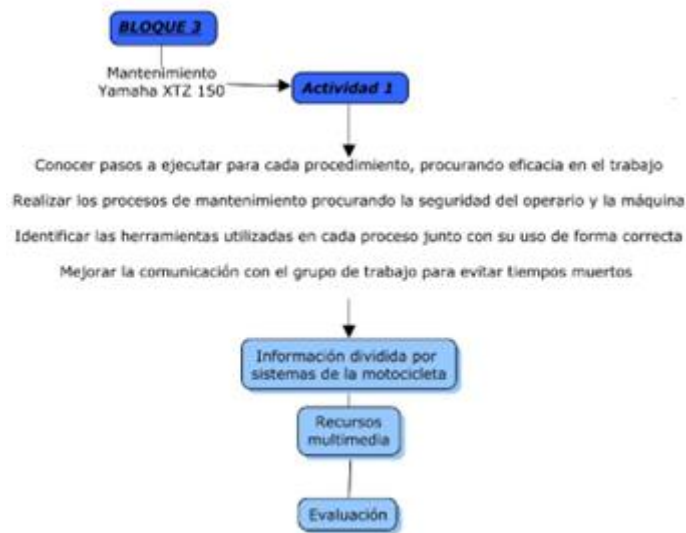 BLOQUE 3
Mantenimiento
Yamaha XTZ 150
Actividad 1
Conocer pasos a ejecutar para cada procedimiento, procurando eficacia en el trabajo
Realizar los procesos de mantenimiento procurando la seguridad del operario y la máquina
Identificar las herramientas utilizadas en cada proceso junto con su uso de forma correcta
Mejorar la comunicación con el grupo de trabajo para evitar tiempos muertos
Información dividida por
sistemas de la motocicleta
Recursos
multimedia
Evaluación